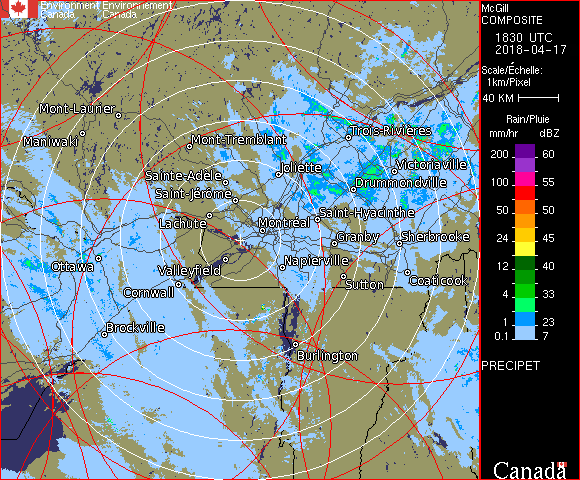 Environment Environnement
Canada Canada
McGill
COMPOSITE
1830 UTC
2018-04-17
Scale/Échelle:
1km/Pixel
40 KM
Rain/Pluie
mm/hr dBZ
200 60
100 55
50 50
24 45
12 40
4 33
1 23
0.1 7
PRECIPET
Canada
Mont-Laurier
Maniwaki
Mont-Tremblant
Trois-Rivières
Joliette
Victoriaville
Sainte-Adèle
Drummondville
Saint-Jérôme
Lachute
Saint-Hyacinthe
Montréal
Granby
Sherbrooke
Ottawa
Valleyfield
Napierville
Sutton
Coaticook
Cornwall
Brockville
Burlington